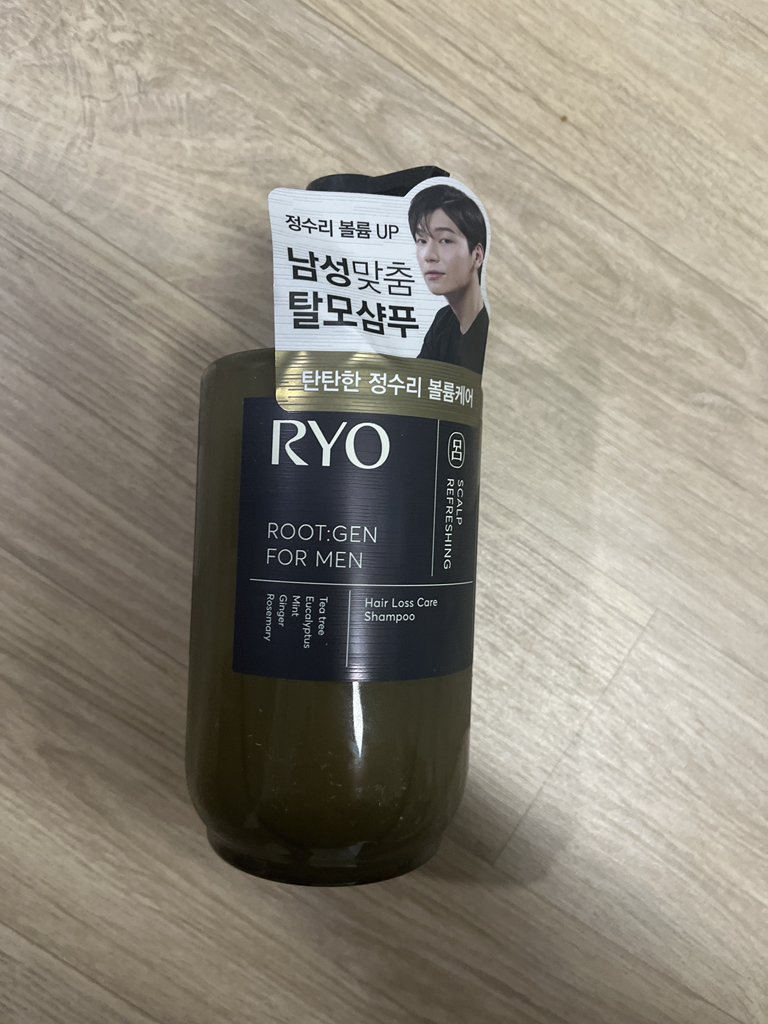 정수리 볼륨 UP
남성맞춤
탈모샴푸
탄탄한 정수리 볼륨케어
RYO
呂
SCALP
REFRESHING
ROOT:GEN
FOR MEN
Tea tree
Eucalyptus
Mint
Ginger
Rosemary
Hair Loss Care
Shampoo